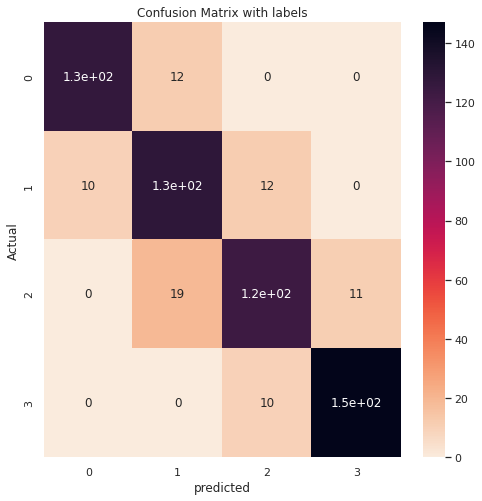 Confusion Matrix with labels
0 1.3e+02 12 0 0
1 10 1.3e+02 12 0
2 0 19 1.2e+02 11
3 0 0 10 1.5e+02
0 1 2 3
predicted
Actual
140
120
100
80
60
40
20
0